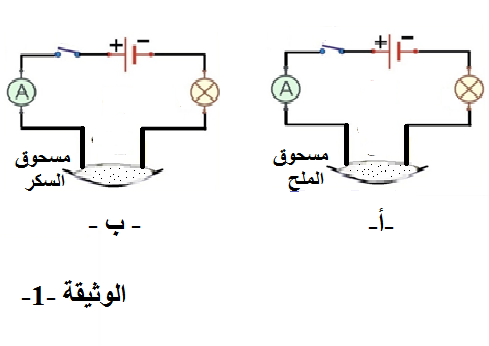 + −
A
مسحوق
الملح
-أ-
+ −
A
مسحوق
السكر
- ب -
الوثيقة -1-